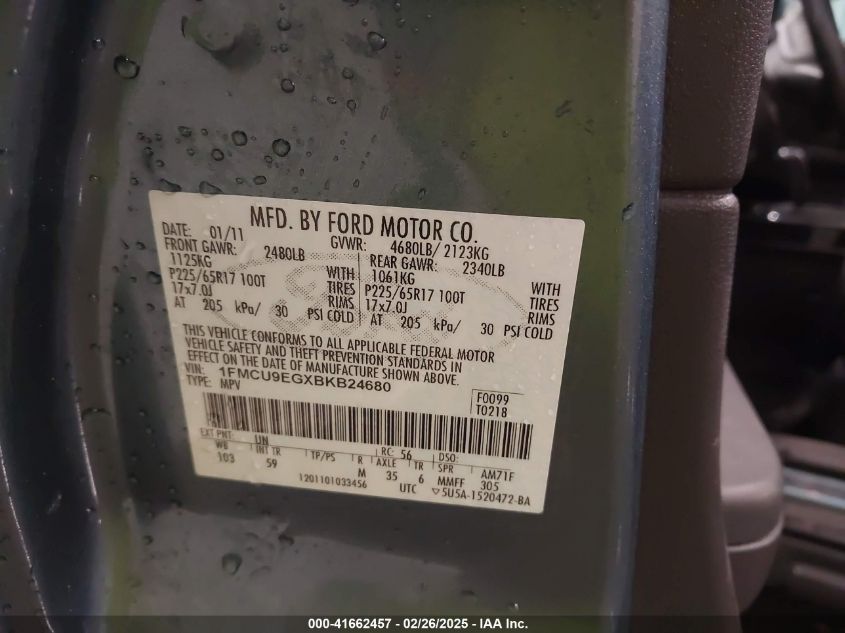 MFD. BY FORD MOTOR CO.
DATE: 01/11 GVWR: 4680LB/ 2123KG
FRONT GAWR: 2480LB REAR GAWR: 2340LB
1125KG WITH 1061KG WITH
P225/65R17 100T TIRES P225/65R17 100T TIRES
17x7.0J RIMS 17x7.0J RIMS
AT 205 kPa/ 30 PSI COLD AT 205 kPa/ 30 PSI COLD
THIS VEHICLE CONFORMS TO ALL APPLICABLE FEDERAL MOTOR
VEHICLE SAFETY AND THEFT PREVENTION STANDARDS IN
EFFECT ON THE DATE OF MANUFACTURE SHOWN ABOVE.
VIN: 1FMCU9EGXBKB24680
TYPE: MPV
F0099
T0218
EXT PNT: UN RC: 56 DSO:
WB INT TR TP/PS R AXLE TR SPR AM71F
103 59 M 35 6 MMFF 305
1201101033456 UTC ▽5U5A-1520472-BA
000-41662457 - 02/26/2025 - IAA Inc.